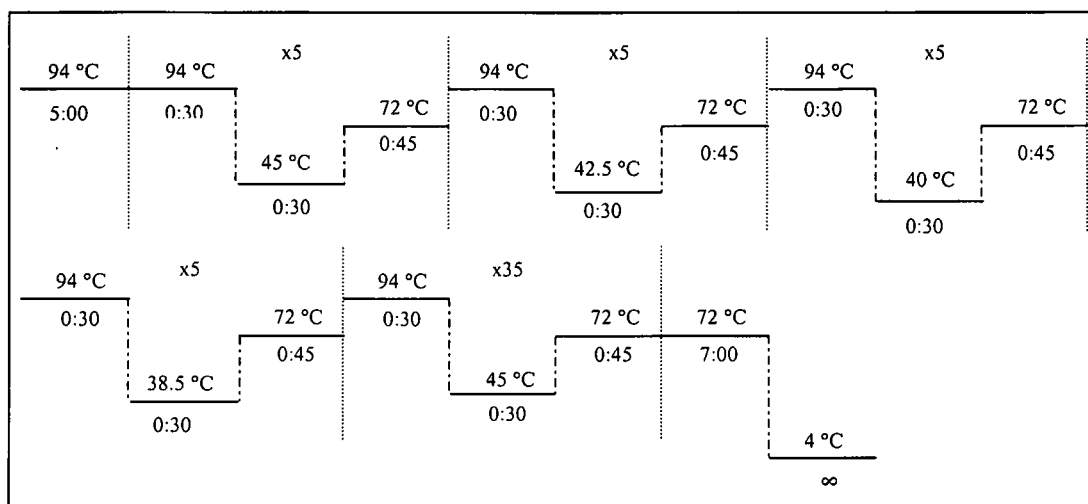 x5 x5 x5
94 °C 94 °C 94 °C 94 °C
5:00 0:30 72 °C 0:30 72 °C 0:30 72 °C
0:45 0:45 0:45
45 °C 42.5 °C 40 °C
0:30 0:30 0:30
x5 x35
94 °C 94 °C
0:30 72 °C 0:30 72 °C 72 °C
0:45 0:45 7:00
38.5 °C 45 °C
0:30 0:30
4 °C
∞